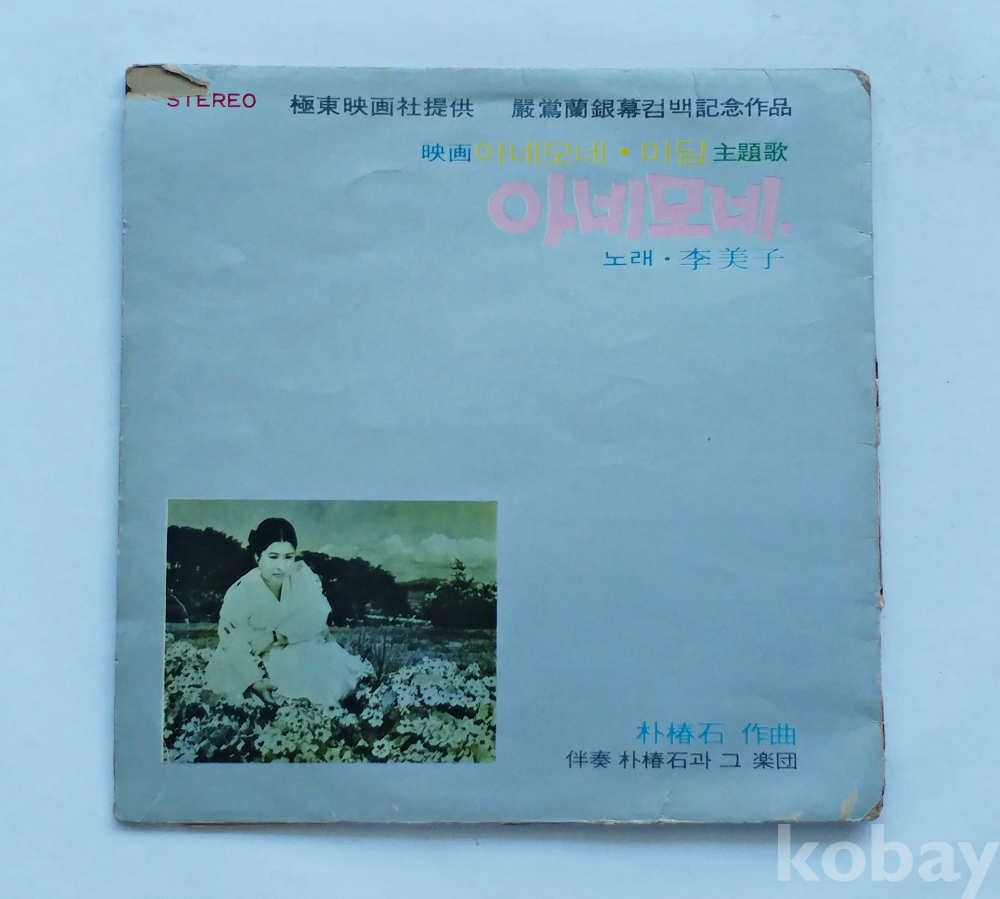 STEREO 極東映画社提供 嚴鶯蘭銀幕컴백記念作品
映画 아네모네·마담 主題歌
아네모네.
노래·李美子
朴椿石 作曲
伴奏 朴椿石과 그 楽団
kobay